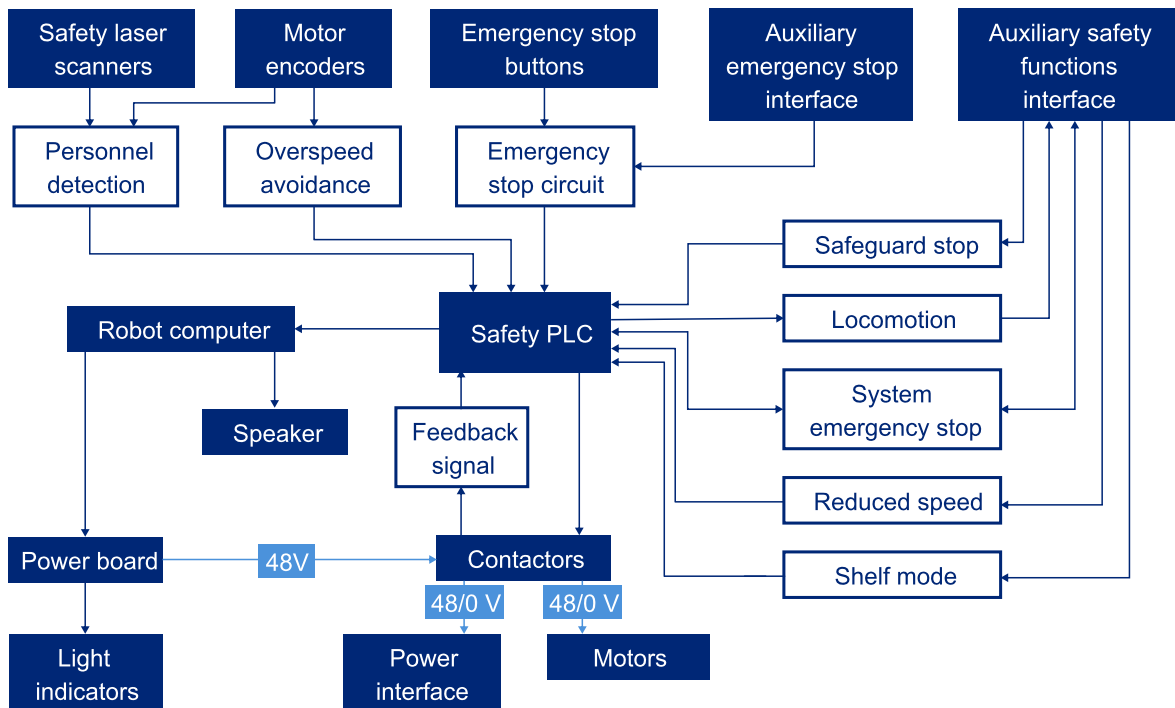 Safety laser
scanners
Motor
encoders
Emergency stop
buttons
Auxiliary
emergency stop
interface
Auxiliary safety
functions
interface
Personnel
detection
Overspeed
avoidance
Emergency
stop circuit
Safeguard stop
Robot computer
Safety PLC
Locomotion
Speaker
Feedback
signal
System
emergency stop
Reduced speed
Power board
48V
Contactors
Shelf mode
48/0 V
48/0 V
Light
indicators
Power
interface
Motors